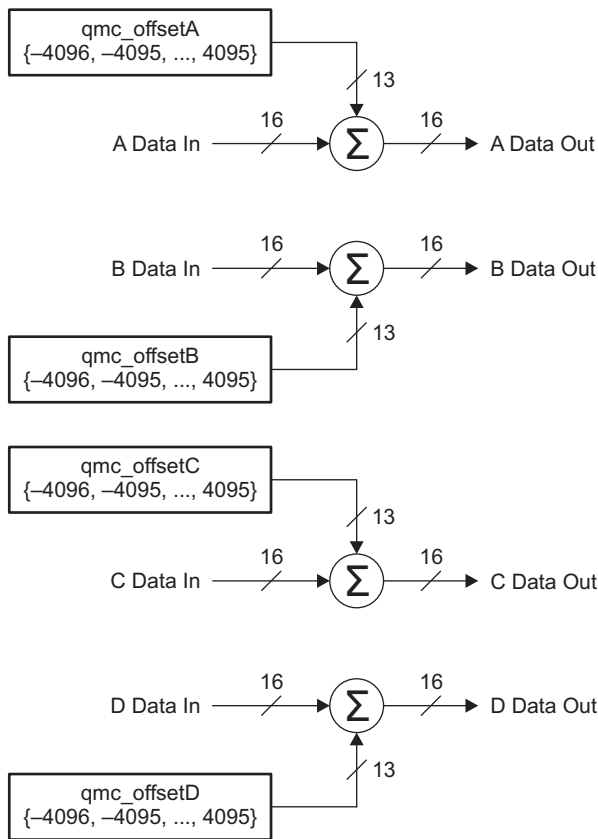 qmc_offsetA
{–4096, –4095, ..., 4095}
13
16
16
A Data In
Σ
A Data Out
16
16
B Data In
Σ
B Data Out
13
qmc_offsetB
{–4096, –4095, ..., 4095}
qmc_offsetC
{–4096, –4095, ..., 4095}
13
16
16
C Data In
Σ
C Data Out
16
16
D Data In
Σ
D Data Out
13
qmc_offsetD
{–4096, –4095, ..., 4095}